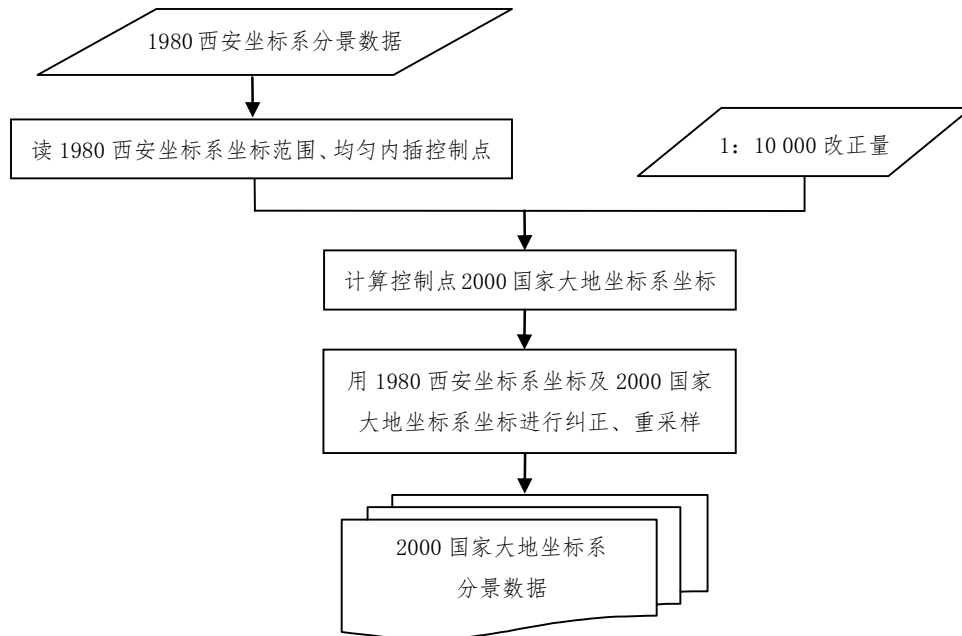 1980 西安坐标系分景数据
读 1980 西安坐标系坐标范围、均匀内插控制点
1：10 000 改正量
计算控制点 2000 国家大地坐标系坐标
用 1980 西安坐标系坐标及 2000 国家
大地坐标系坐标进行纠正、重采样
2000 国家大地坐标系
分景数据